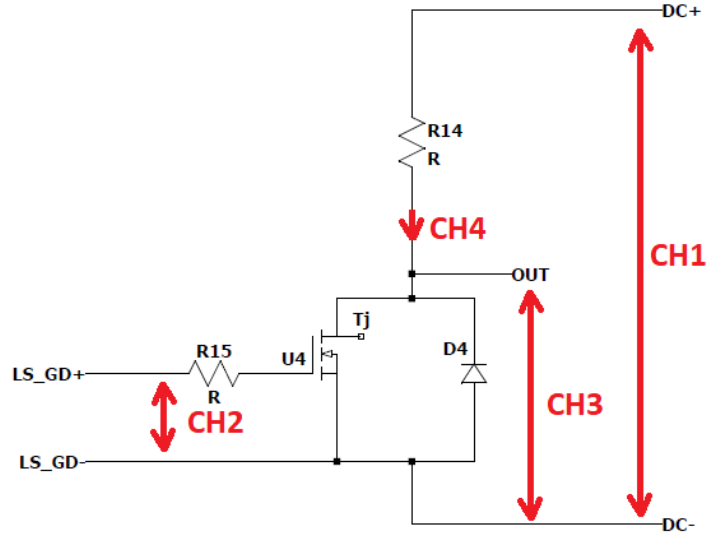 DC+
R14
R
CH4
CH1
OUT
Tj
R15
U4
D4
LS_GD+
R
CH2
CH3
LS_GD-
DC-